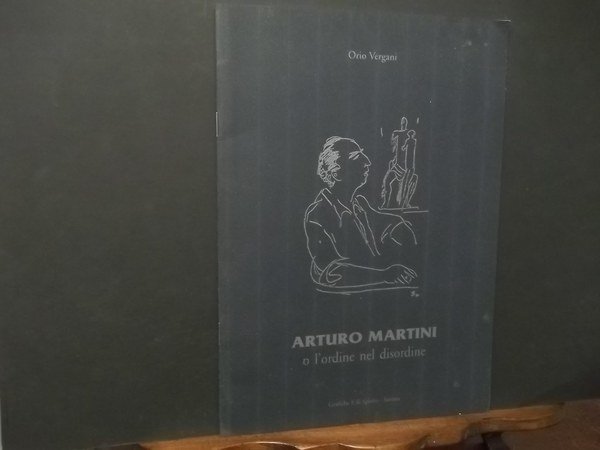 Orio Vergani
ARTURO MARTINI
o l'ordine nel disordine